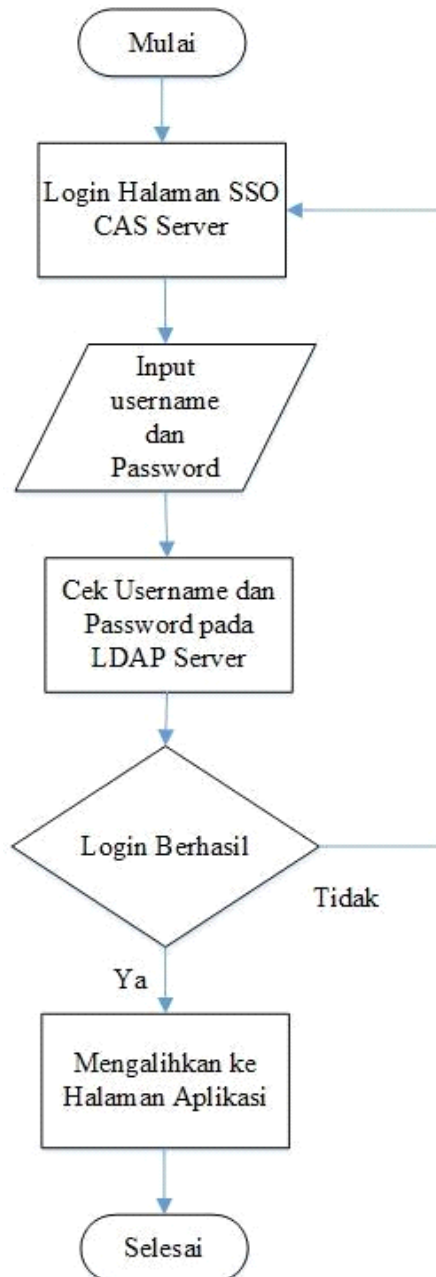 Mulai
Login Halaman SSO
CAS Server
Input
username
dan
Password
Cek Username dan
Password pada
LDAP Server
Login Berhasil
Tidak
Ya
Mengalihkan ke
Halaman Aplikasi
Selesai